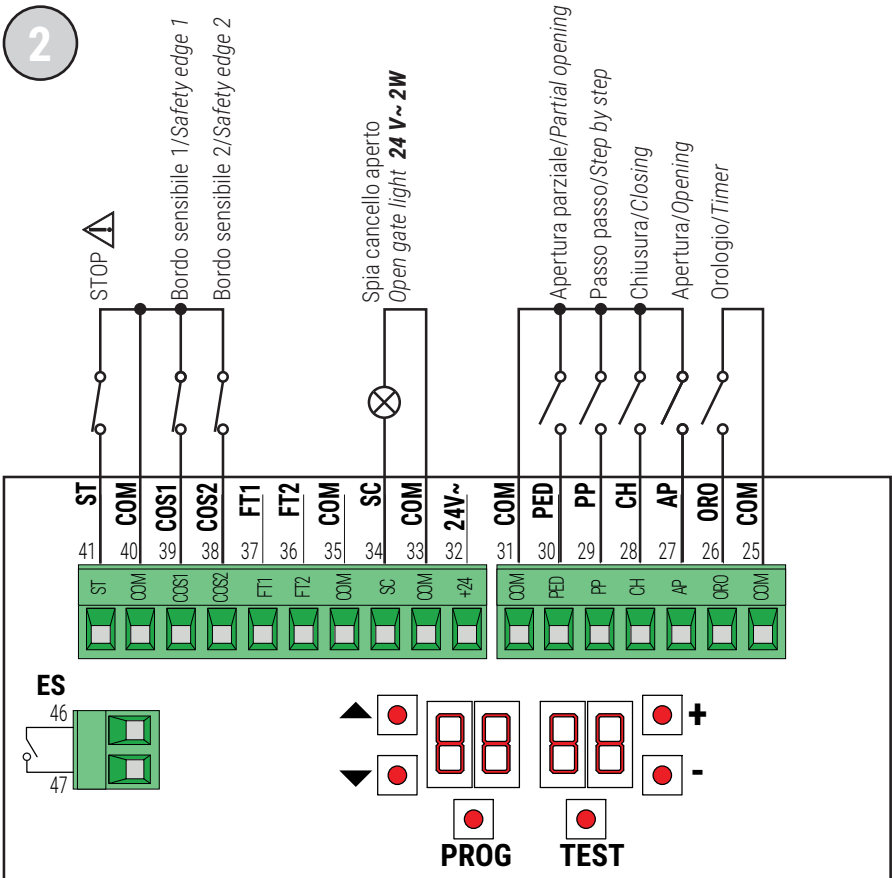 2
STOP
Bordo sensibile 1/Safety edge 1
Bordo sensibile 2/Safety edge 2
Spia cancello aperto
Open gate light 24 V~ 2W
Apertura parziale/Partial opening
Passo passo/Step by step
Chiusura/Closing
Apertura/Opening
Orologio/Timer
ST COM COS1 COS2 FT1 FT2 COM SC COM 24V~ COM PED PP CH AP ORO COM
41 40 39 38 37 36 35 34 33 32 31 30 29 28 27 26 25
ST COM COS1 COS2 FT1 FT2 COM SC COM +24 COM PED PP CH AP ORO COM
ES
46
47
88 88
+
-
PROG TEST